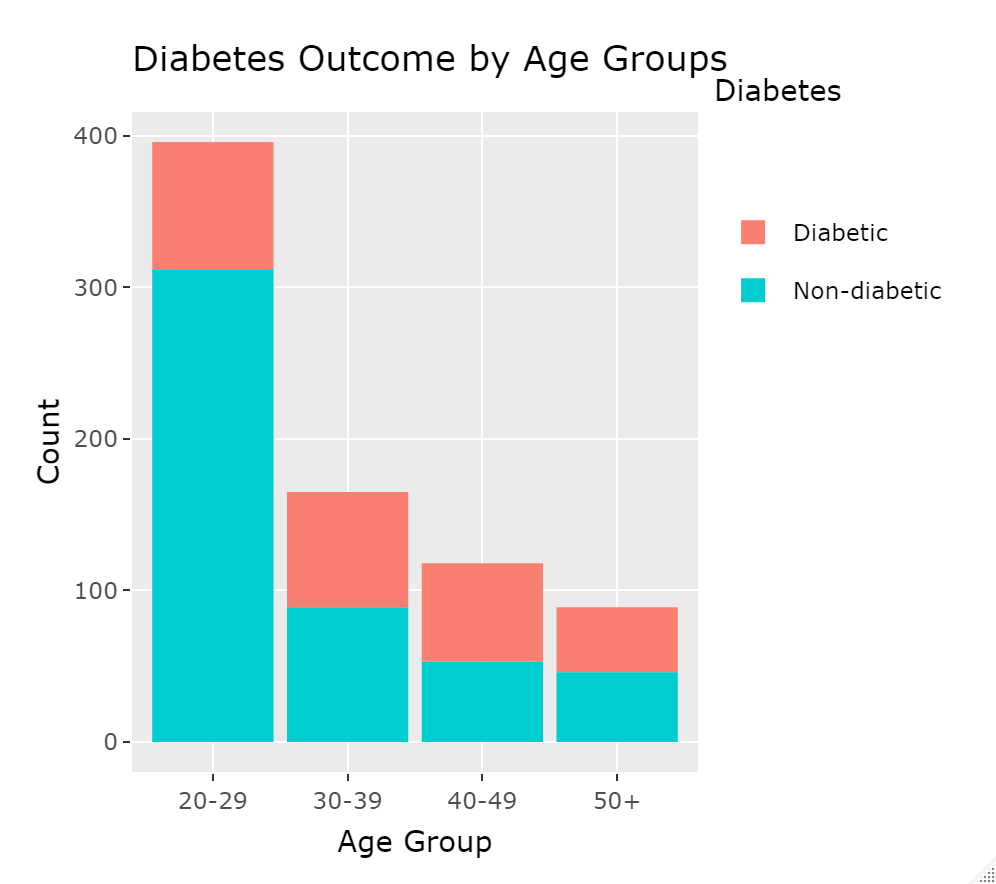 Diabetes Outcome by Age Groups
Diabetes
400
300
200
100
0
Count
Diabetic
Non-diabetic
20-29 30-39 40-49 50+
Age Group